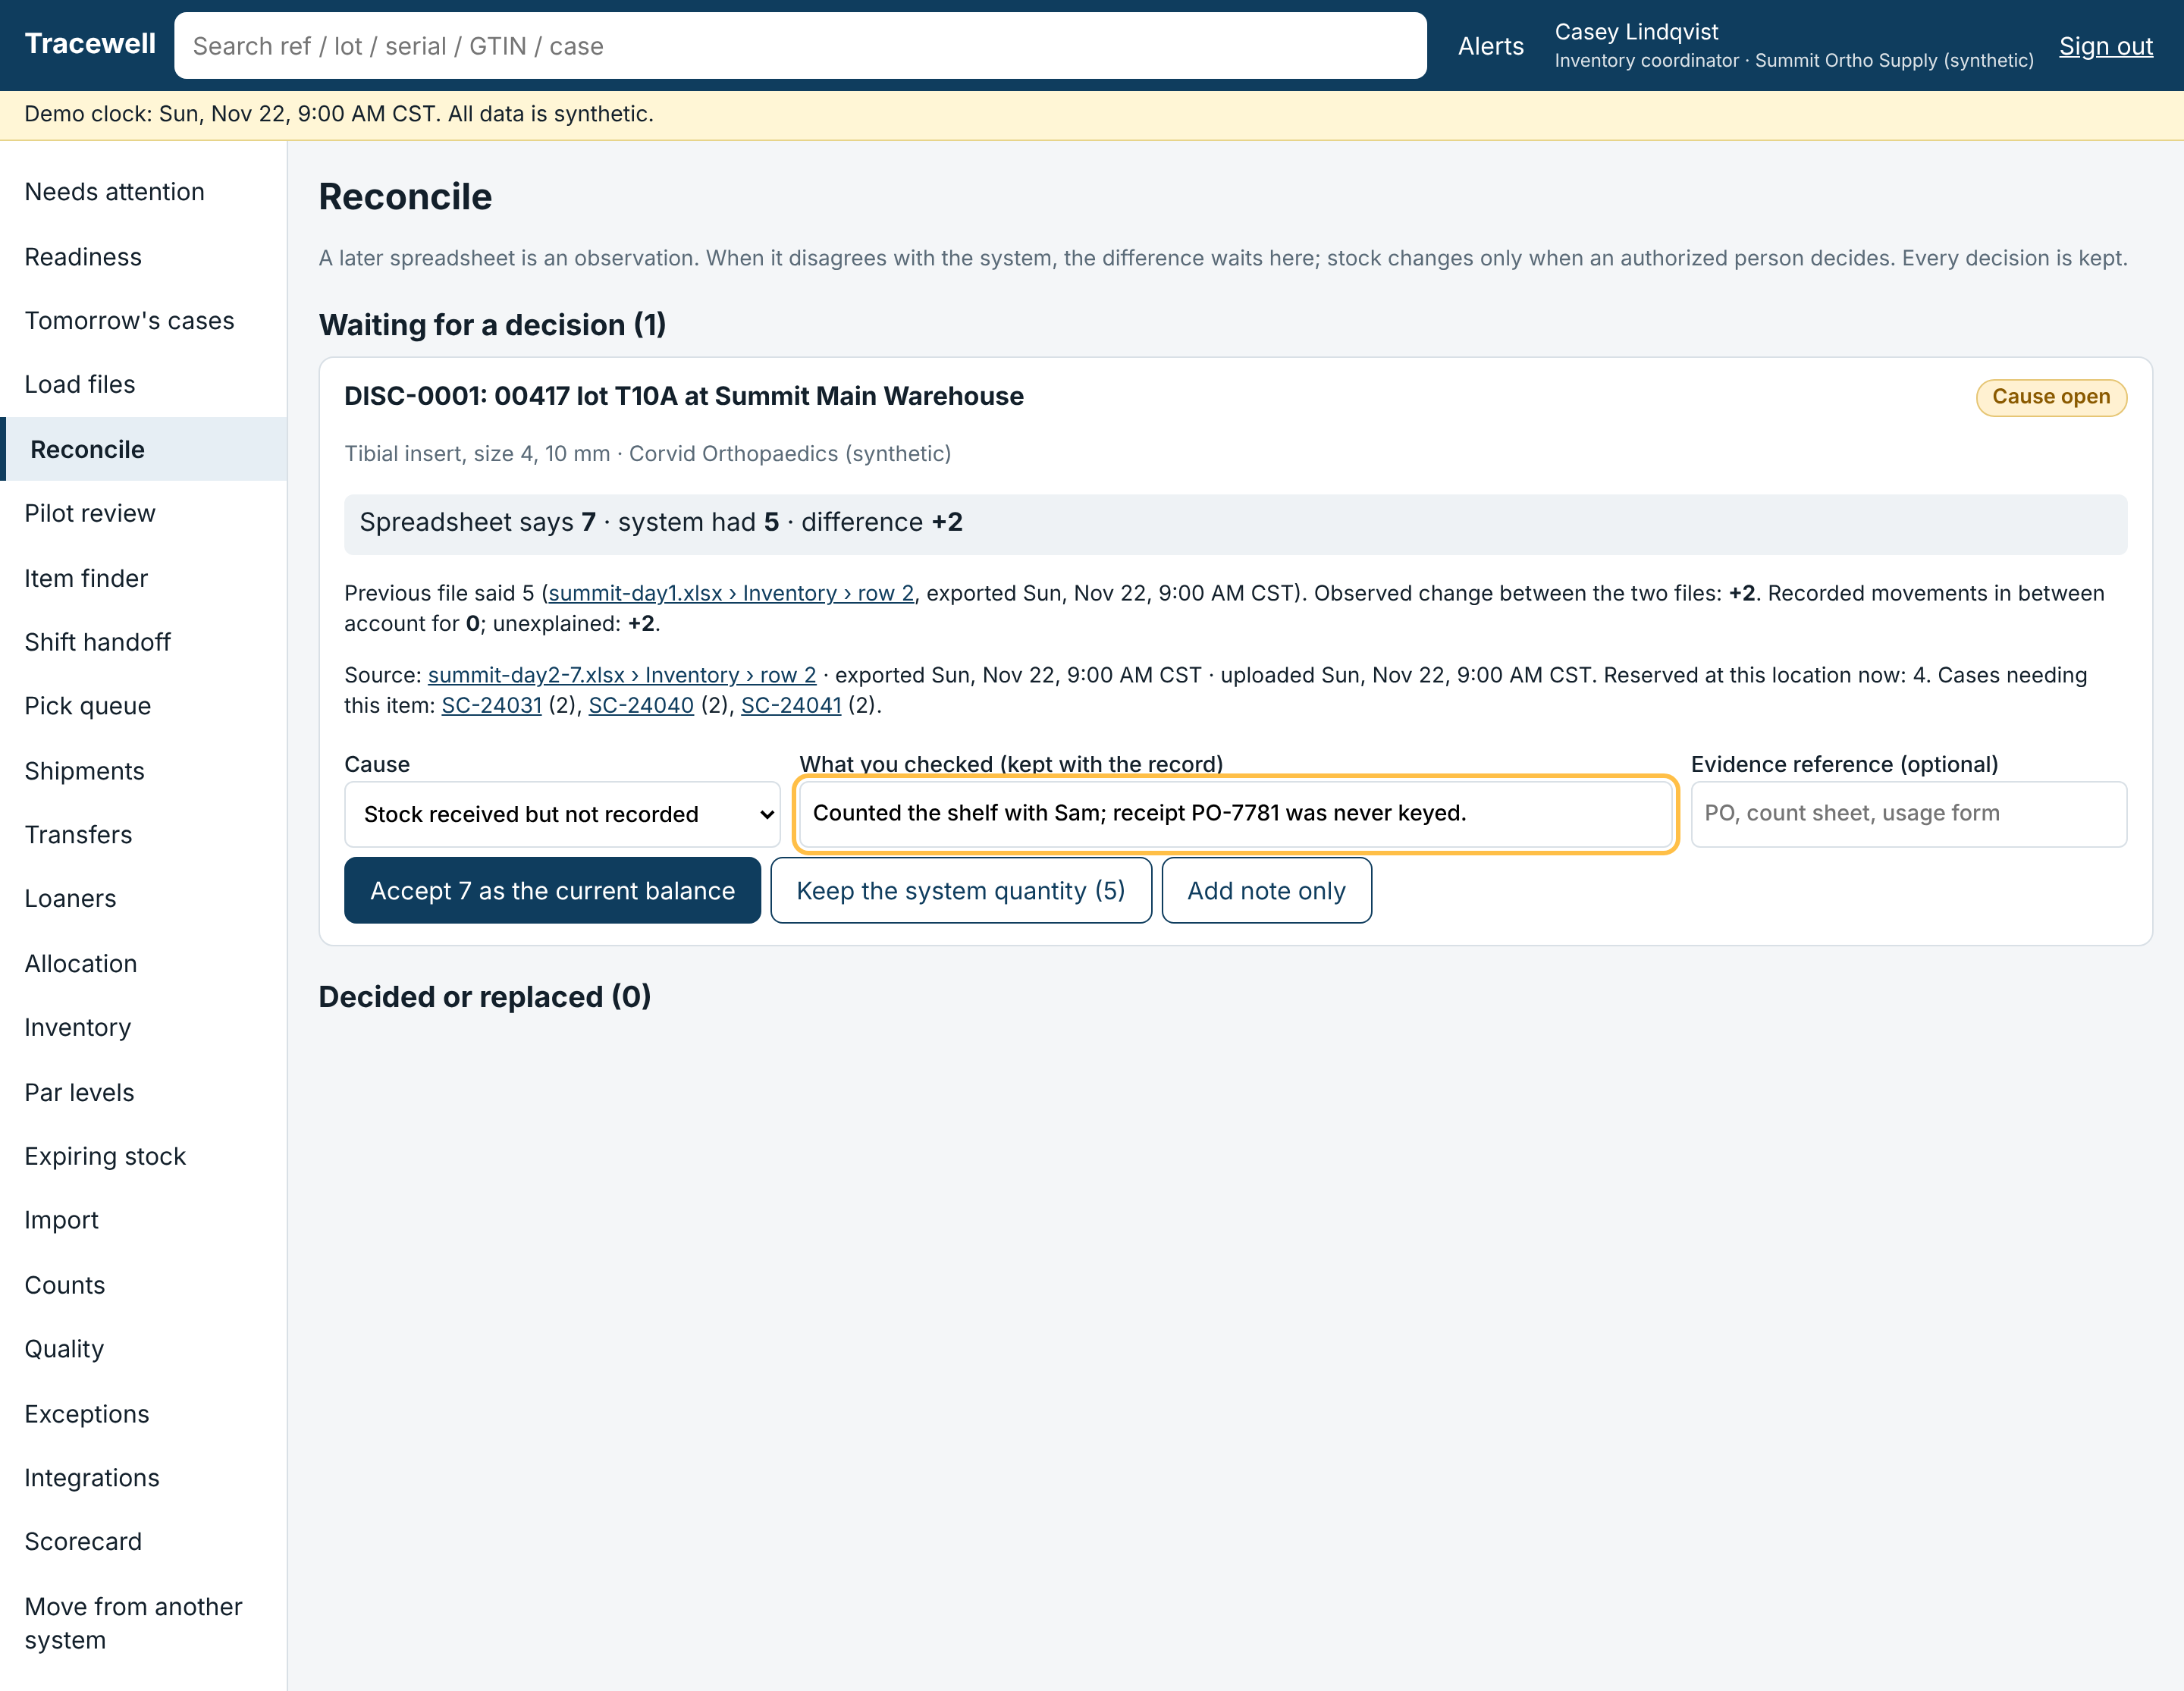 Tracewell
Search ref / lot / serial / GTIN / case
Alerts
Casey Lindqvist
Inventory coordinator · Summit Ortho Supply (synthetic)
Sign out
Demo clock: Sun, Nov 22, 9:00 AM CST. All data is synthetic.
Needs attention
Readiness
Tomorrow's cases
Load files
Reconcile
Pilot review
Item finder
Shift handoff
Pick queue
Shipments
Transfers
Loaners
Allocation
Inventory
Par levels
Expiring stock
Import
Counts
Quality
Exceptions
Integrations
Scorecard
Move from another
system
Reconcile
A later spreadsheet is an observation. When it disagrees with the system, the difference waits here; stock changes only when an authorized person decides. Every decision is kept.
Waiting for a decision (1)
DISC-0001: 00417 lot T10A at Summit Main Warehouse
Cause open
Tibial insert, size 4, 10 mm · Corvid Orthopaedics (synthetic)
Spreadsheet says 7 · system had 5 · difference +2
Previous file said 5 (summit-day1.xlsx › Inventory › row 2, exported Sun, Nov 22, 9:00 AM CST). Observed change between the two files: +2. Recorded movements in between
account for 0; unexplained: +2.
Source: summit-day2-7.xlsx › Inventory › row 2 · exported Sun, Nov 22, 9:00 AM CST · uploaded Sun, Nov 22, 9:00 AM CST. Reserved at this location now: 4. Cases needing
this item: SC-24031 (2), SC-24040 (2), SC-24041 (2).
Cause
What you checked (kept with the record)
Evidence reference (optional)
Stock received but not recorded
Counted the shelf with Sam; receipt PO-7781 was never keyed.
PO, count sheet, usage form
Accept 7 as the current balance
Keep the system quantity (5)
Add note only
Decided or replaced (0)